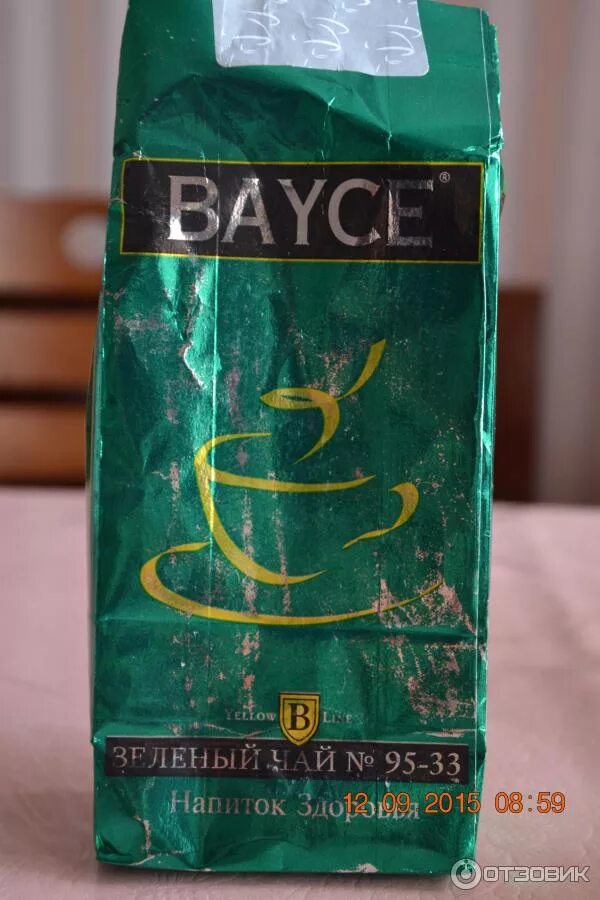 BAYCE®
YELLOW B LINE
ЗЕЛЕНЫЙ ЧАЙ № 95-33
Напиток Здоровья
12.09.2015 08:59
ОТЗОВИК